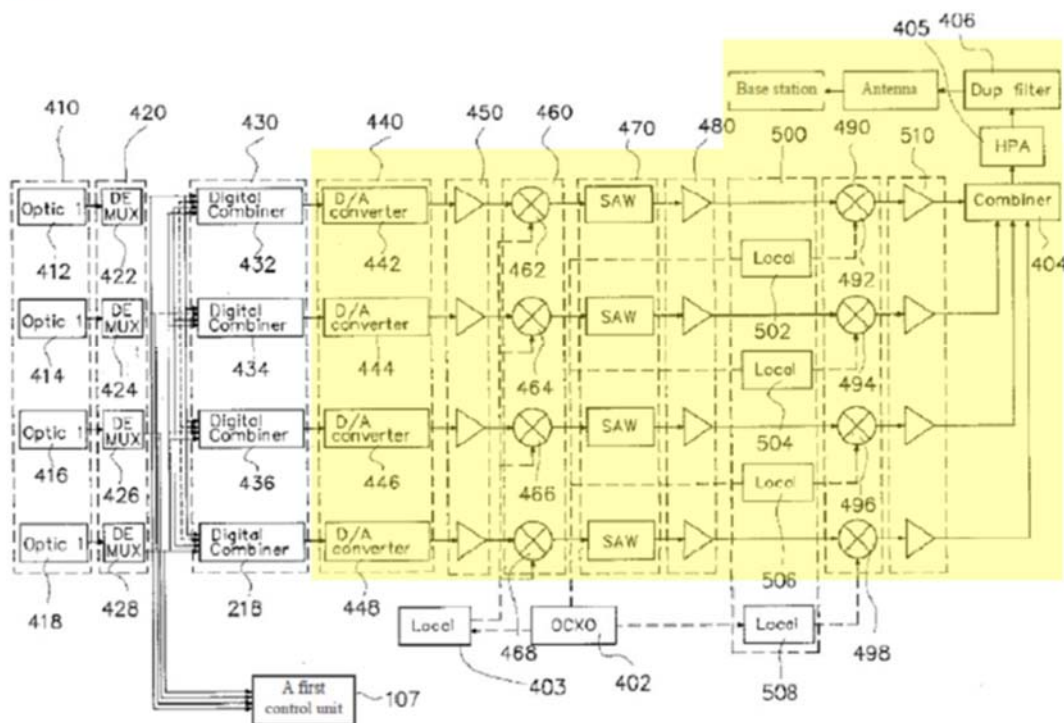 406
405
Base station
Antenna
Dup filter
410
420
430
440
450
460
470
480
500
490
510
HPA
Optic 1
DE
MUX
Digital
Combiner
D/A
converter
SAW
Combiner
412
422
432
442
462
Local
492
404
Optic 1
DE
MUX
Digital
Combiner
D/A
converter
SAW
502
414
424
434
444
464
Local
494
Optic 1
DE
MUX
Digital
Combiner
D/A
converter
SAW
504
416
426
436
446
466
Local
496
Optic 1
DE
MUX
Digital
Combiner
D/A
converter
SAW
506
418
428
218
448
Local
468
OCXO
Local
498
403
402
508
A first
control unit
107